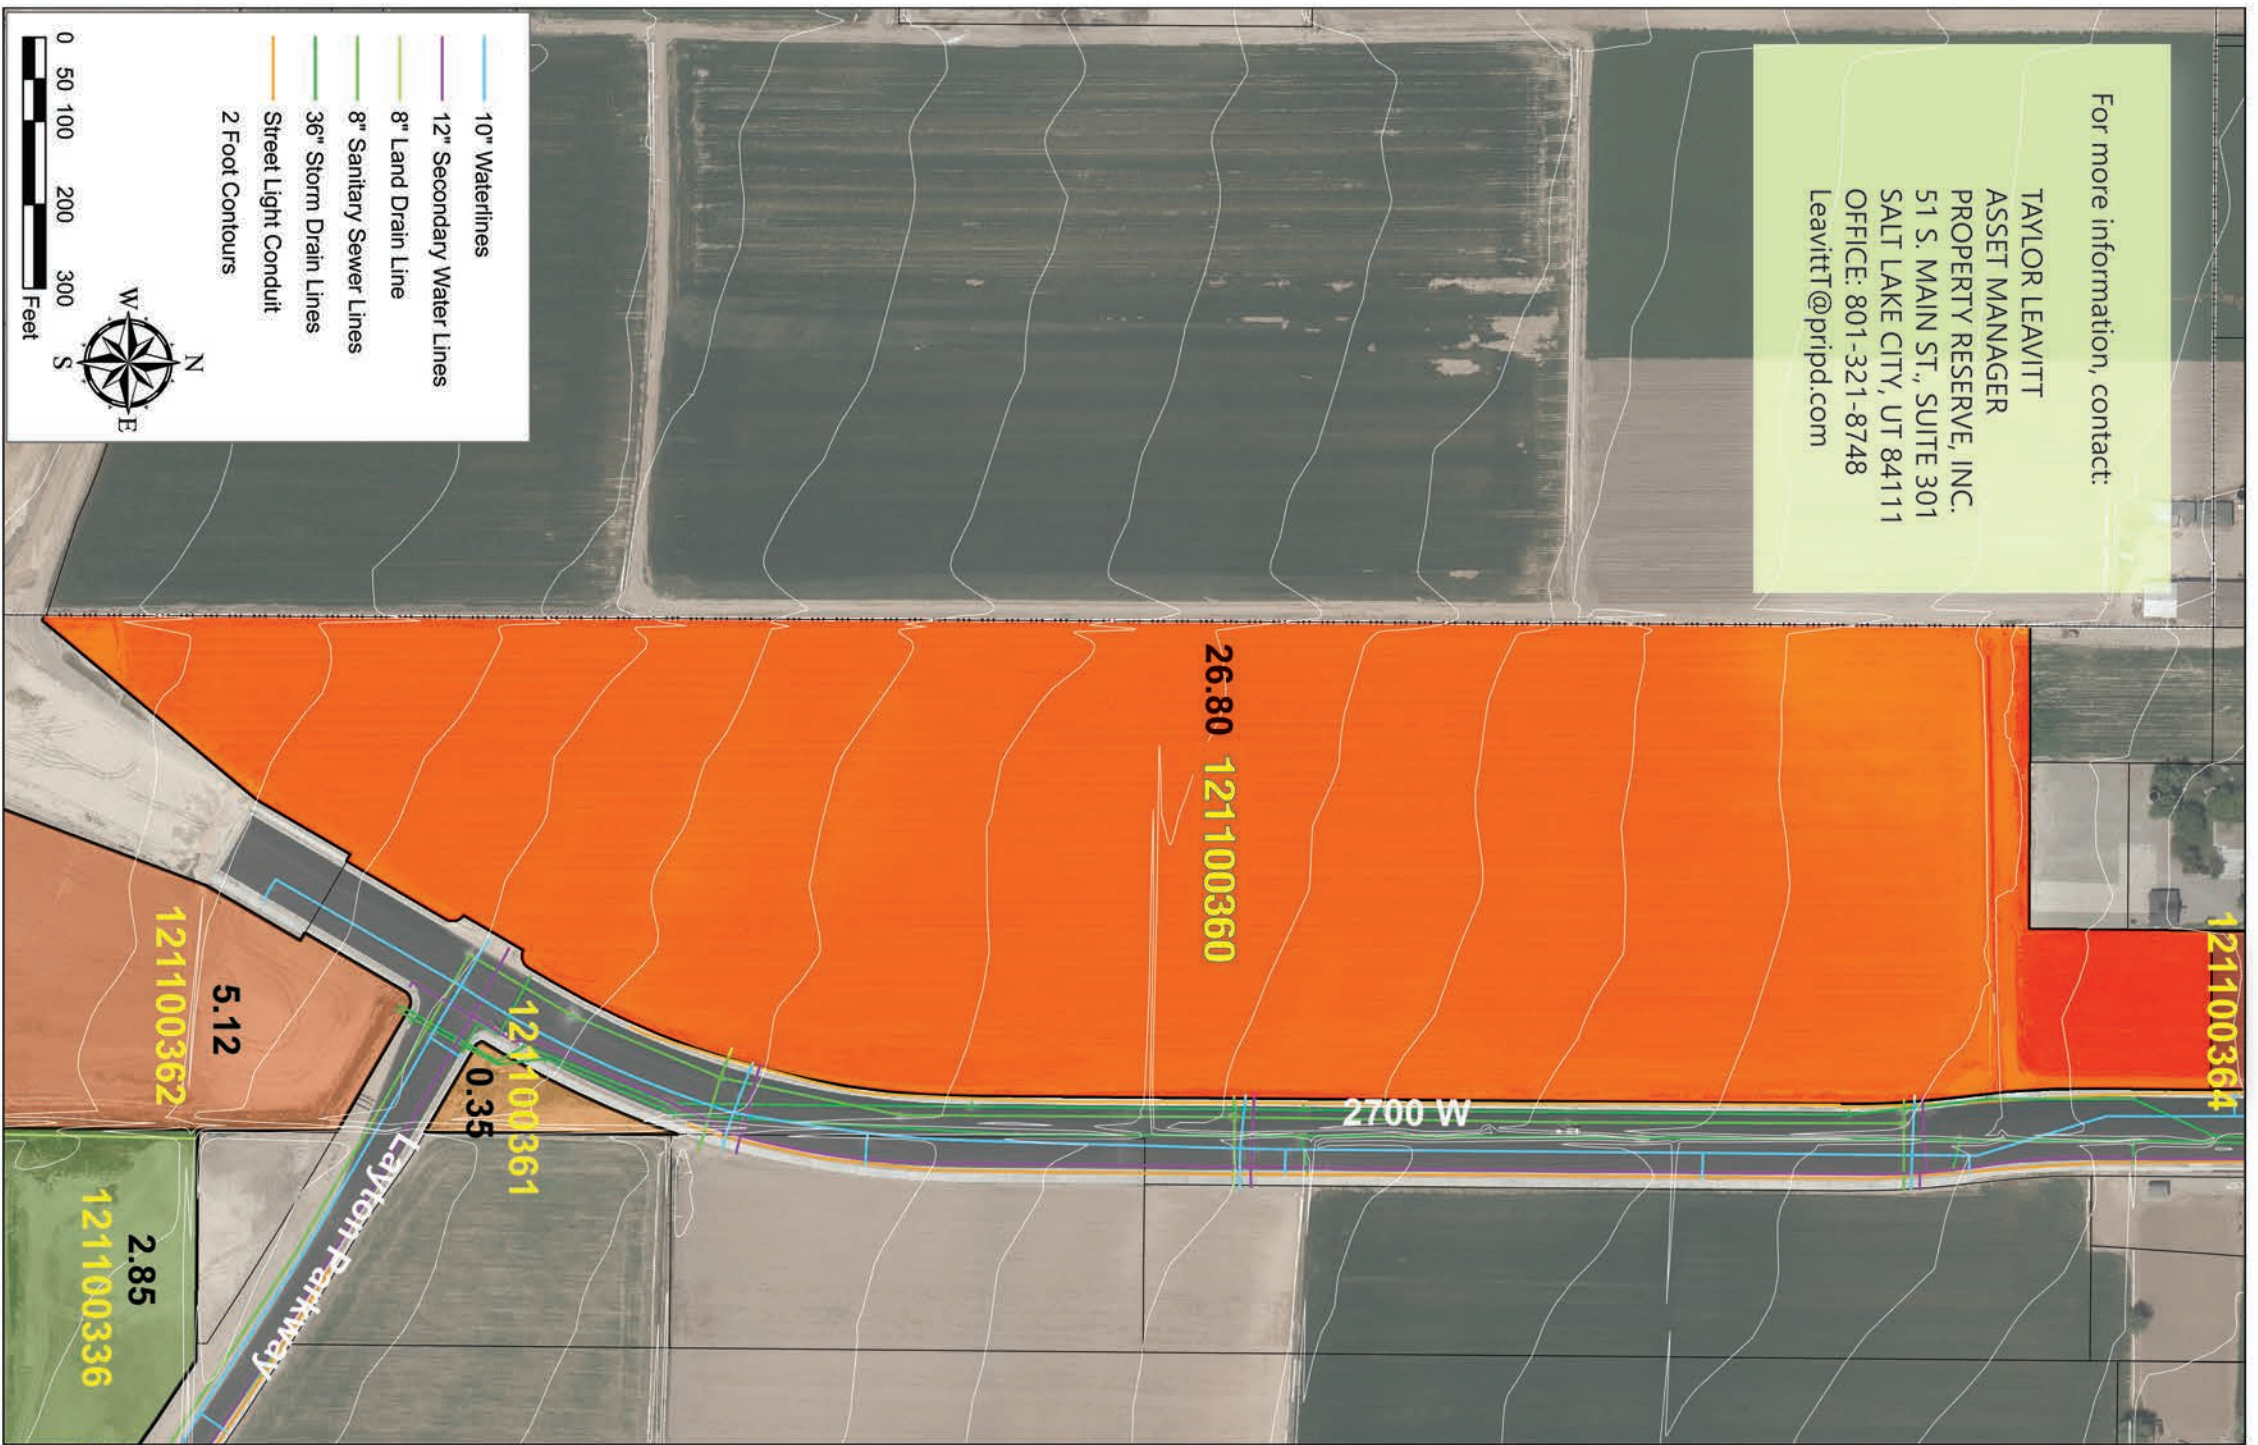 For more information, contact:
TAYLOR LEAVITT
ASSET MANAGER
PROPERTY RESERVE, INC.
51 S. MAIN ST., SUITE 301
SALT LAKE CITY, UT 84111
OFFICE: 801-321-8748
LeavittT@pripd.com
121100364
26.80 121100360
2700 W
121100361
0.35
5.12
121100362
2.85
121100336
Layton Parkway
10" Waterlines
12" Secondary Water Lines
8" Land Drain Line
8" Sanitary Sewer Lines
36" Storm Drain Lines
Street Light Conduit
2 Foot Contours
N
W
E
S
0 50 100 200 300
Feet